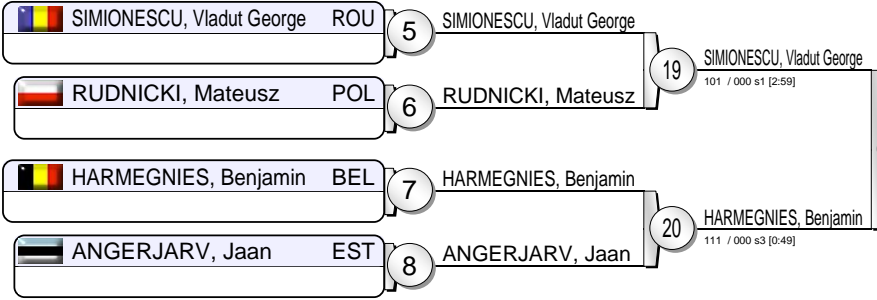 SIMIONESCU, Vladut George ROU
5
SIMIONESCU, Vladut George
RUDNICKI, Mateusz POL
6
RUDNICKI, Mateusz
19
SIMIONESCU, Vladut George
101 / 000 s1 [2:59]
HARMEGNIES, Benjamin BEL
7
HARMEGNIES, Benjamin
ANGERJARV, Jaan EST
8
ANGERJARV, Jaan
20
HARMEGNIES, Benjamin
111 / 000 s3 [0:49]